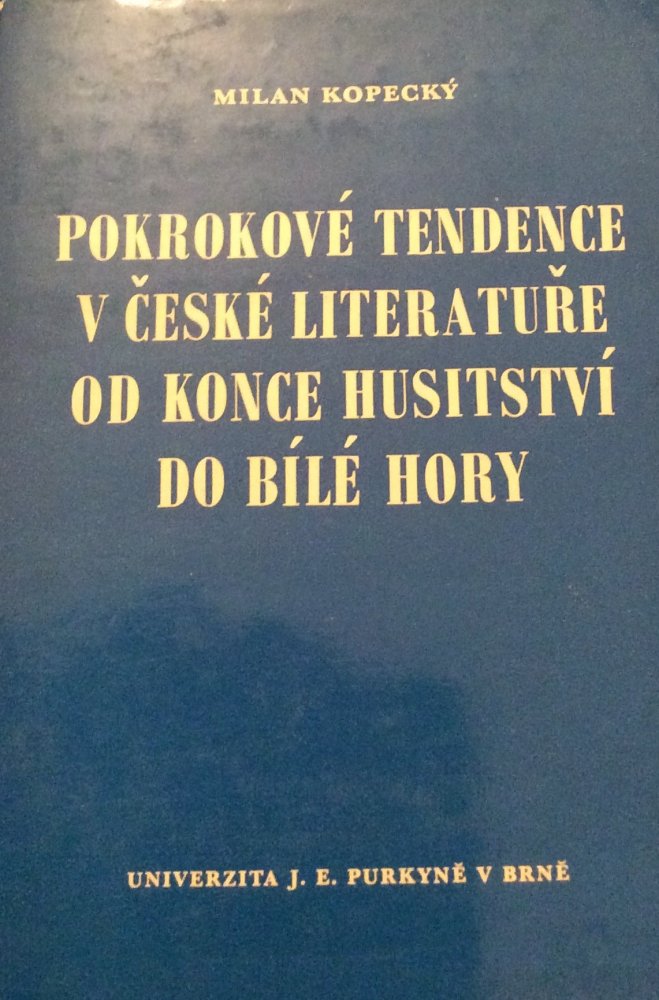 MILAN KOPECKÝ
POKROKOVÉ TENDENCE
V ČESKÉ LITERATUŘE
OD KONCE HUSITSTVÍ
DO BÍLÉ HORY
UNIVERZITA J. E. PURKYNĚ V BRNĚ